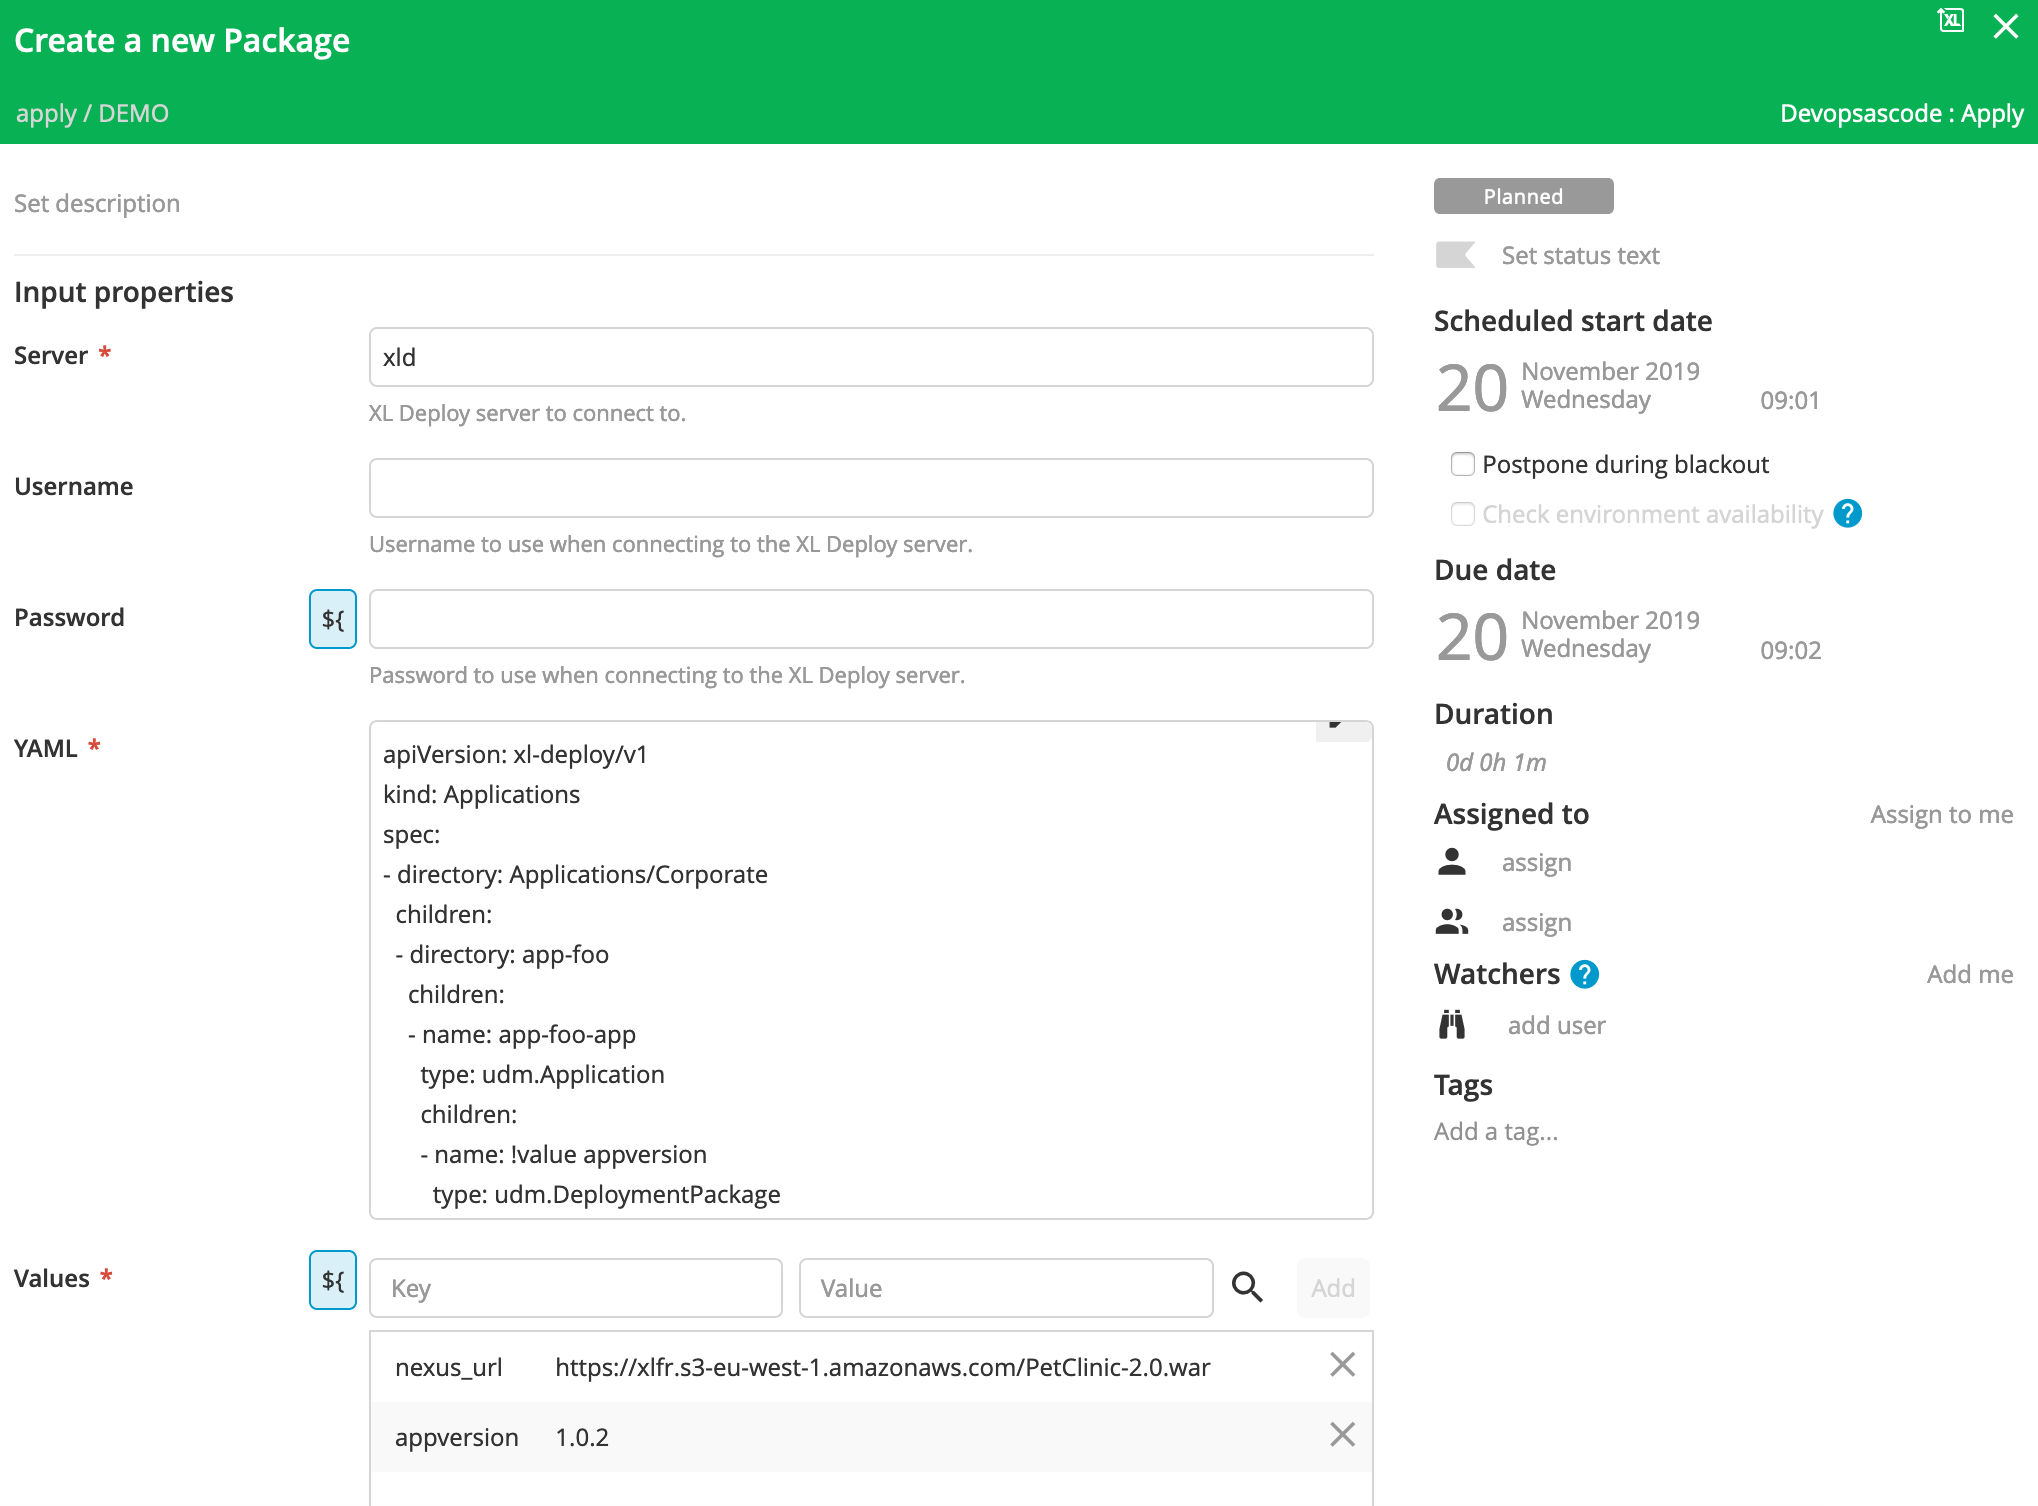 Create a new Package
XL
apply / DEMO
Devopsascode : Apply
Set description
Input properties
Server *
xld
XL Deploy server to connect to.
Username
Username to use when connecting to the XL Deploy server.
Password
${
Password to use when connecting to the XL Deploy server.
YAML *
apiVersion: xl-deploy/v1
kind: Applications
spec:
- directory: Applications/Corporate
  children:
  - directory: app-foo
    children:
    - name: app-foo-app
      type: udm.Application
      children:
      - name: !value appversion
        type: udm.DeploymentPackage
Values *
${
Key
Value
Add
nexus_url https://xlfr.s3-eu-west-1.amazonaws.com/PetClinic-2.0.war
appversion 1.0.2
Planned
Set status text
Scheduled start date
20
November 2019
Wednesday
09:01
Postpone during blackout
Check environment availability ?
Due date
20
November 2019
Wednesday
09:02
Duration
0d 0h 1m
Assigned to
Assign to me
assign
assign
Watchers ?
Add me
add user
Tags
Add a tag...